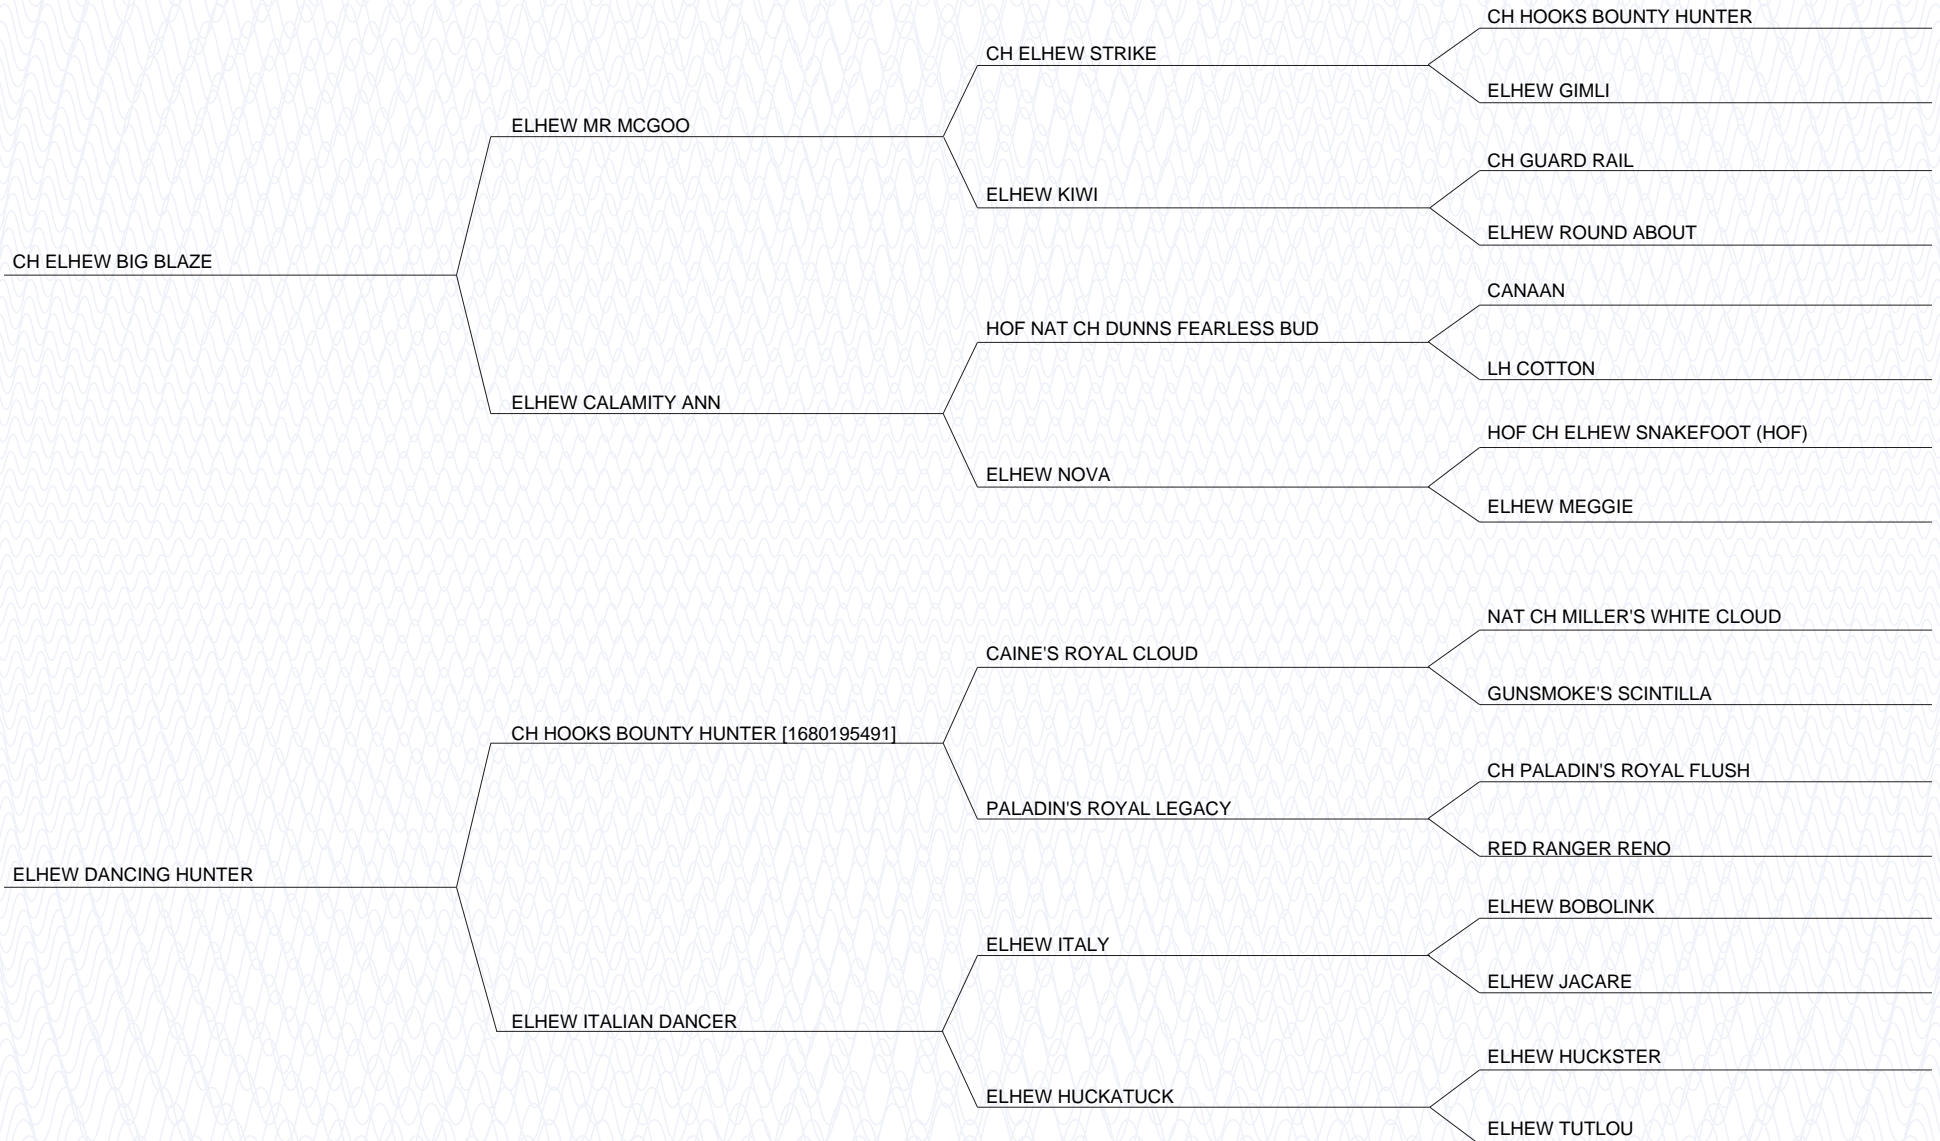 CH HOOKS BOUNTY HUNTER
CH ELHEW STRIKE
ELHEW GIMLI
ELHEW MR MCGOO
CH GUARD RAIL
ELHEW KIWI
ELHEW ROUND ABOUT
CH ELHEW BIG BLAZE
CANAAN
HOF NAT CH DUNNS FEARLESS BUD
LH COTTON
ELHEW CALAMITY ANN
HOF CH ELHEW SNAKEFOOT (HOF)
ELHEW NOVA
ELHEW MEGGIE
NAT CH MILLER'S WHITE CLOUD
CAINE'S ROYAL CLOUD
GUNSMOKE'S SCINTILLA
CH HOOKS BOUNTY HUNTER [1680195491]
CH PALADIN'S ROYAL FLUSH
PALADIN'S ROYAL LEGACY
RED RANGER RENO
ELHEW DANCING HUNTER
ELHEW BOBOLINK
ELHEW ITALY
ELHEW JACARE
ELHEW ITALIAN DANCER
ELHEW HUCKSTER
ELHEW HUCKATUCK
ELHEW TUTLOU